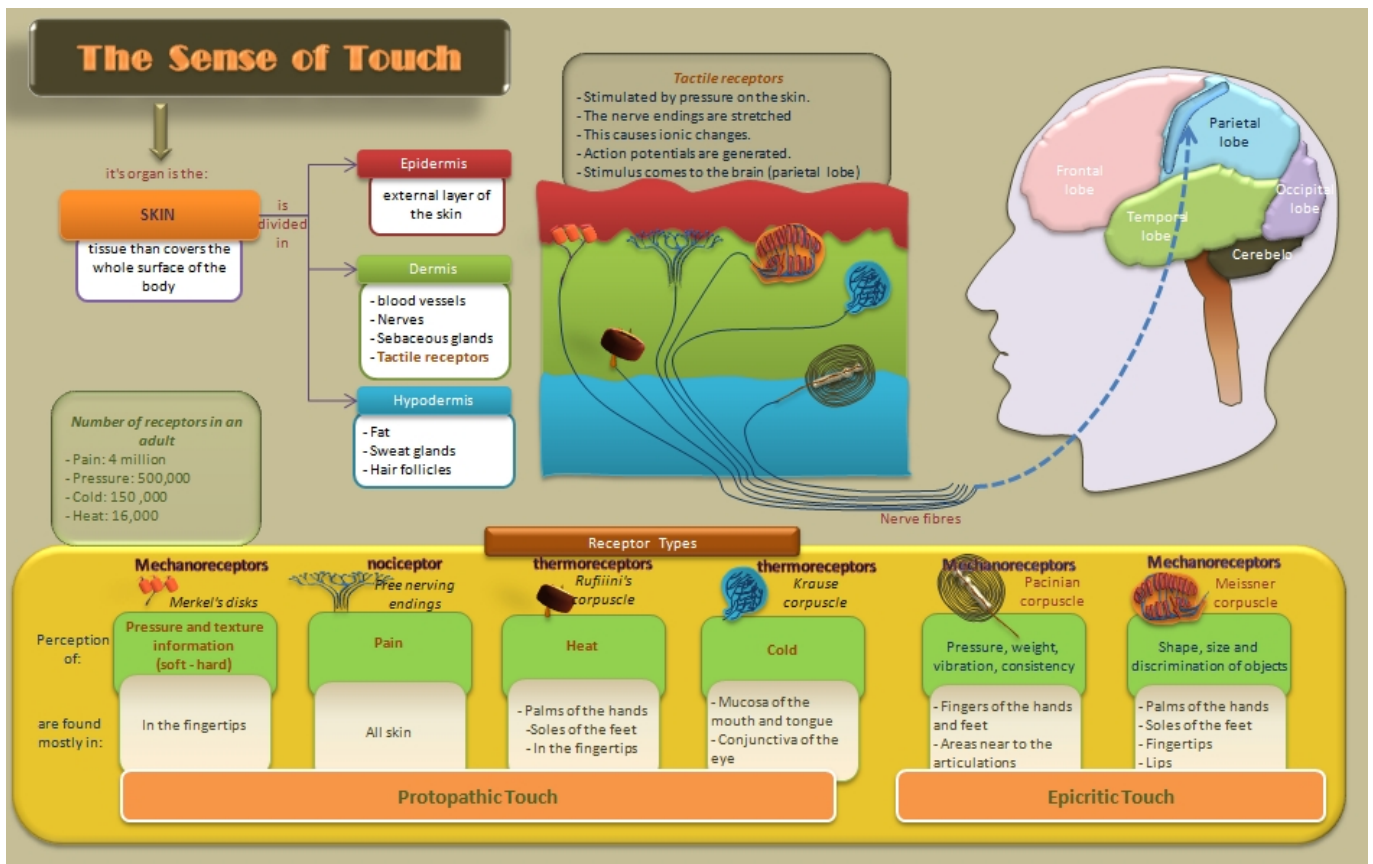 The Sense of Touch
it's organ is the:
SKIN
tissue than covers the
whole surface of the
body
is
divided
in
Epidermis
external layer of
the skin
Dermis
- blood vessels
- Nerves
- Sebaceous glands
- Tactile receptors
Hypodermis
- Fat
- Sweat glands
- Hair follicles
Tactile receptors
- Stimulated by pressure on the skin.
- The nerve endings are stretched
- This causes ionic changes.
- Action potentials are generated.
- Stimulus comes to the brain (parietal lobe)
Frontal
lobe
Parietal
lobe
Temporal
lobe
Occipital
lobe
Cerebelo
Nerve fibres
Number of receptors in an
adult
- Pain: 4 million
- Pressure: 500,000
- Cold: 150 ,000
- Heat: 16,000
Receptor Types
Perception
of:
are found
mostly in:
Mechanoreceptors
Merkel's disks
Pressure and texture
information
(soft - hard)
In the fingertips
nociceptor
Free nerving
endings
Pain
All skin
thermoreceptors
Rufiiini's
corpuscle
Heat
- Palms of the hands
-Soles of the feet
- In the fingertips
thermoreceptors
Krause
corpuscle
Cold
- Mucosa of the
mouth and tongue
- Conjunctiva of the
eye
Mechanoreceptors
Pacinian
corpuscle
Pressure, weight,
vibration, consistency
- Fingers of the hands
and feet
- Areas near to the
articulations
Mechanoreceptors
Meissner
corpuscle
Shape, size and
discrimination of objects
- Palms of the hands
- Soles of the feet
- Fingertips
- Lips
Protopathic Touch
Epicritic Touch